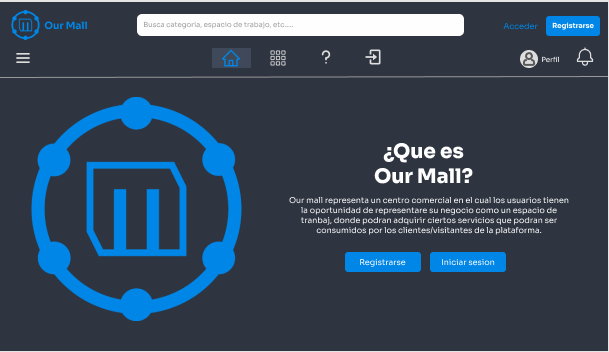 Our Mall
Busca categoria, espacio de trabajo, etc.....
Acceder
Registrarse
Perfil
¿Que es
Our Mall?
Our mall representa un centro comercial en el cual los usuarios tienen
la oportunidad de representare su negocio como un espacio de
tranbaj, donde podran adquirir ciertos servicios que podran ser
consumidos por los clientes/visitantes de la plataforma.
Registrarse
Iniciar sesion